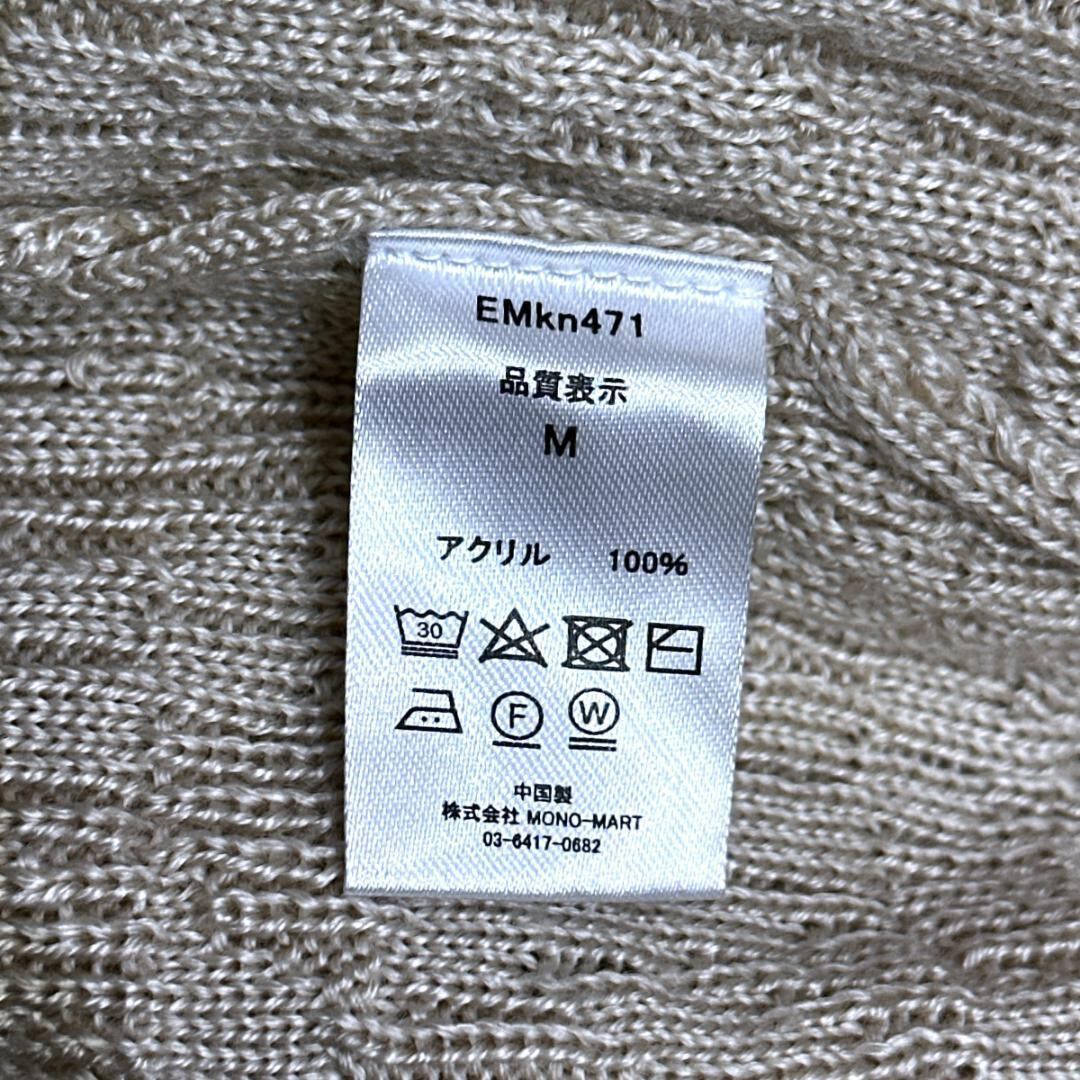 EMkn471
品質表示
M
アクリル 100%
30
F W
中国製
株式会社 MONO-MART
03-6417-0682